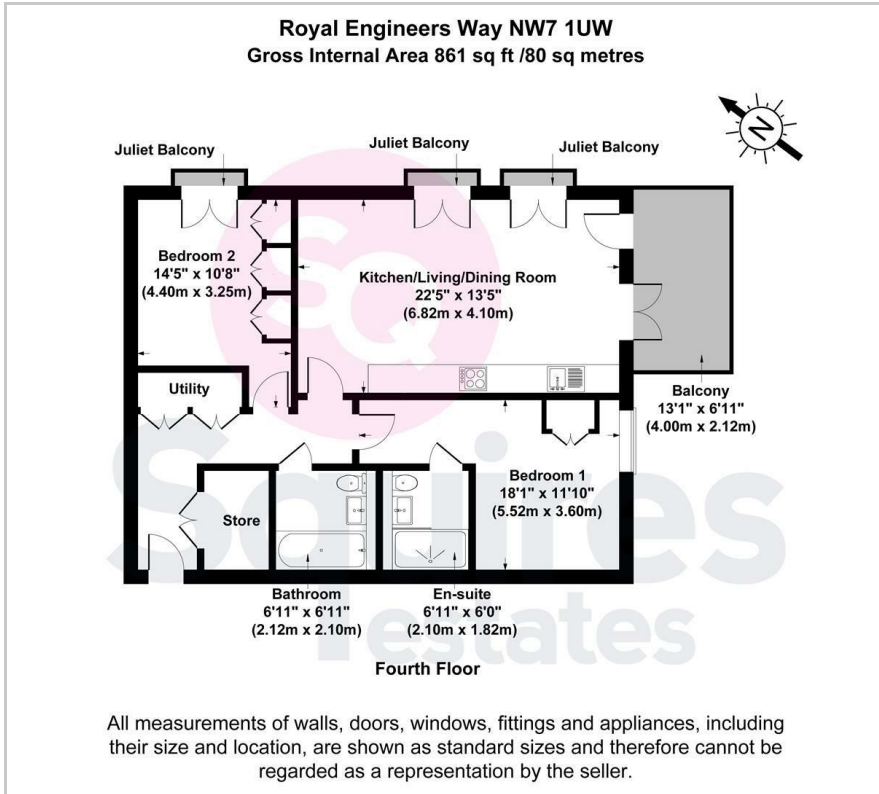 Royal Engineers Way NW7 1UW
Gross Internal Area 861 sq ft /80 sq metres
N
Juliet Balcony
Juliet Balcony
Juliet Balcony
Bedroom 2
14'5" x 10'8"
(4.40m x 3.25m)
Kitchen/Living/Dining Room
22'5" x 13'5"
(6.82m x 4.10m)
SQ
Utility
Balcony
13'1" x 6'11"
(4.00m x 2.12m)
Bedroom 1
18'1" x 11'10"
(5.52m x 3.60m)
Store
Squires
estates
Bathroom
6'11" x 6'11"
(2.12m x 2.10m)
En-suite
6'11" x 6'0"
(2.10m x 1.82m)
Fourth Floor
All measurements of walls, doors, windows, fittings and appliances, including
their size and location, are shown as standard sizes and therefore cannot be
regarded as a representation by the seller.